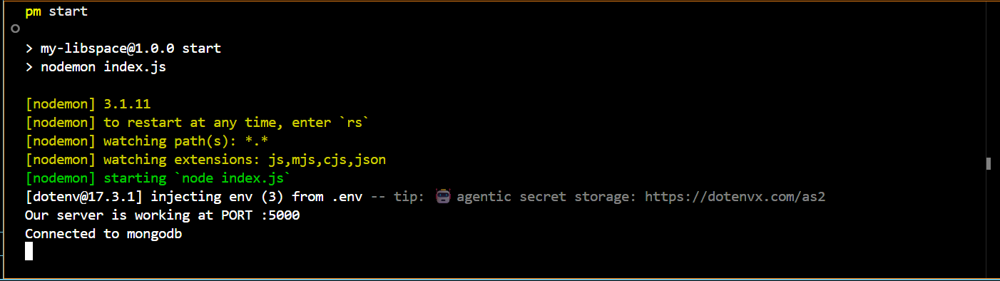 pm start
> my-libspace@1.0.0 start
> nodemon index.js
[nodemon] 3.1.11
[nodemon] to restart at any time, enter `rs`
[nodemon] watching path(s): *.*
[nodemon] watching extensions: js,mjs,cjs,json
[nodemon] starting `node index.js`
[dotenv@17.3.1] injecting env (3) from .env -- tip: 🤖 agentic secret storage: https://dotenvx.com/as2
Our server is working at PORT :5000
Connected to mongodb